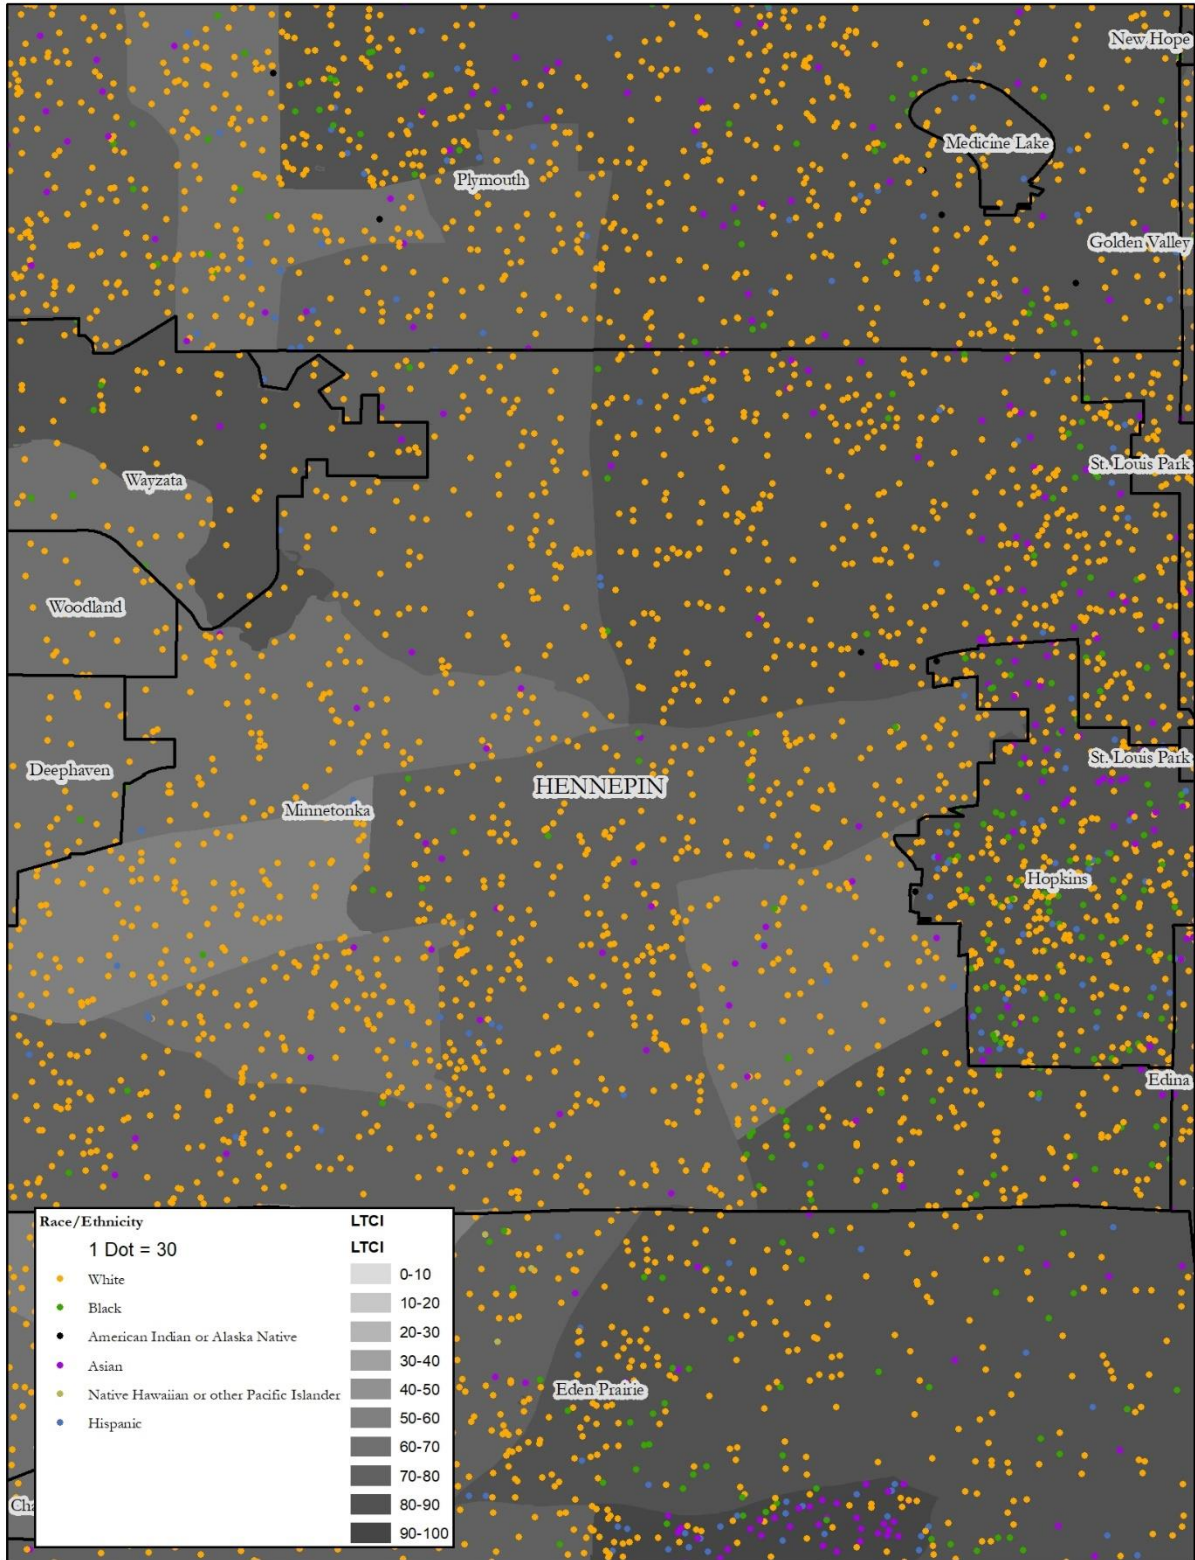 New Hope
Medicine Lake
Plymouth
Golden Valley
St. Louis Park
Wayzata
Woodland
St. Louis Park
Deephaven
HENNEPIN
Minnetonka
Hopkins
Edina
Race/Ethnicity
1 Dot = 30
White
Black
American Indian or Alaska Native
Asian
Native Hawaiian or other Pacific Islander
Hispanic
LTCI
LTCI
0-10
10-20
20-30
30-40
40-50
50-60
60-70
70-80
80-90
90-100
Eden Prairie
Cha